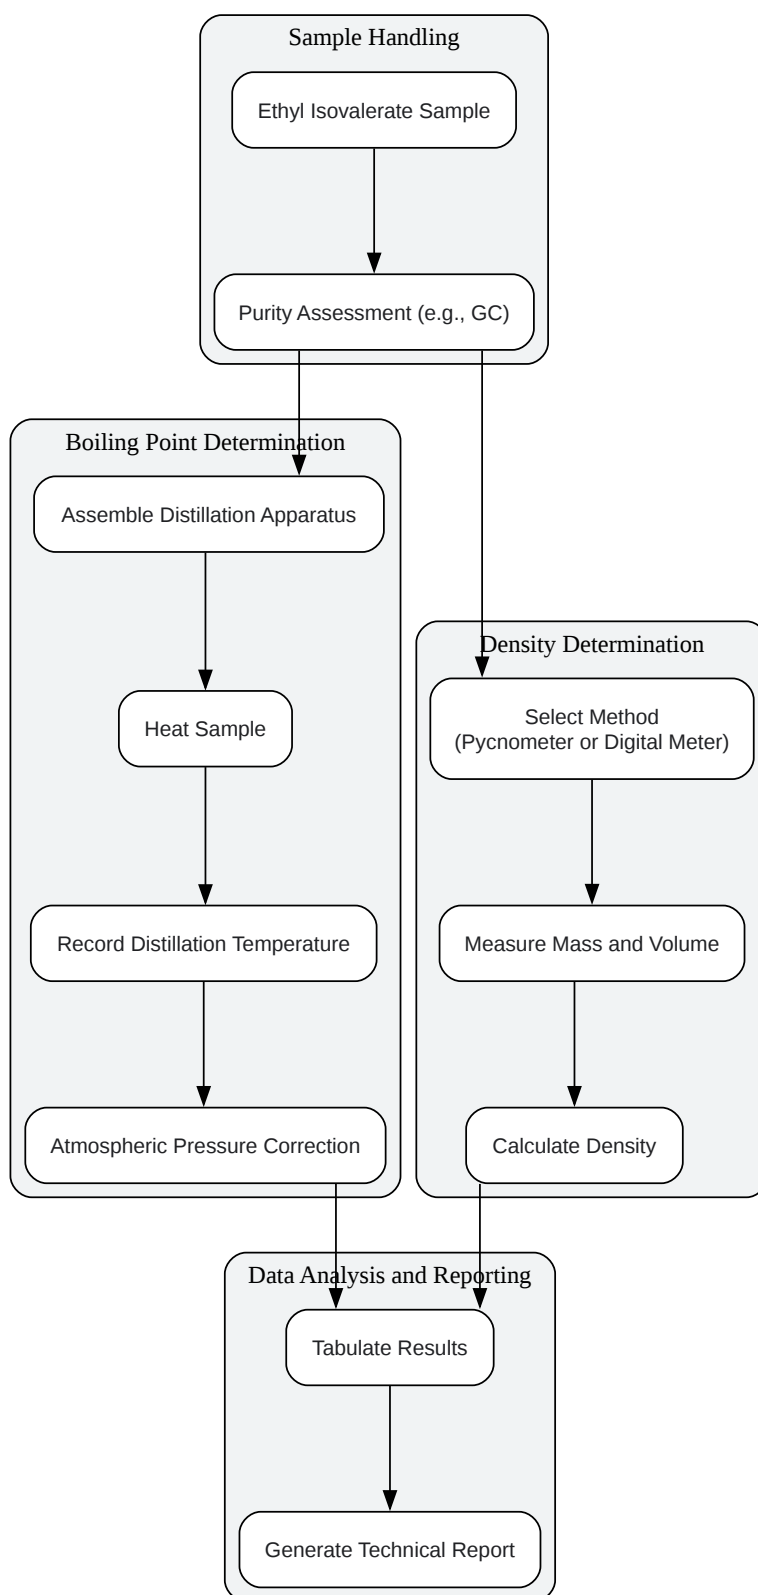 Sample Handling
Ethyl Isovalerate Sample
Purity Assessment (e.g., GC)
Boiling Point Determination
Assemble Distillation Apparatus
Heat Sample
Record Distillation Temperature
Atmospheric Pressure Correction
Density Determination
Select Method
(Pycnometer or Digital Meter)
Measure Mass and Volume
Calculate Density
Data Analysis and Reporting
Tabulate Results
Generate Technical Report